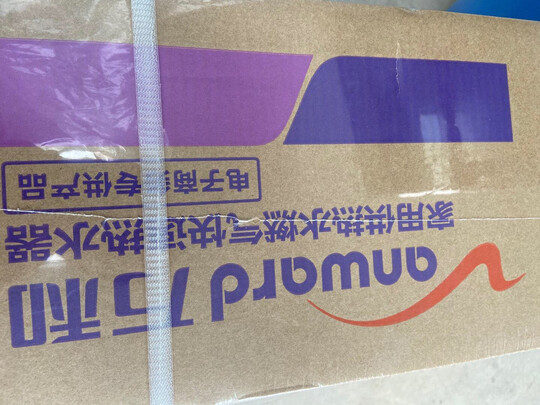 Vanward 万和
家用供热水燃气快速热水器
电子商务专供产品